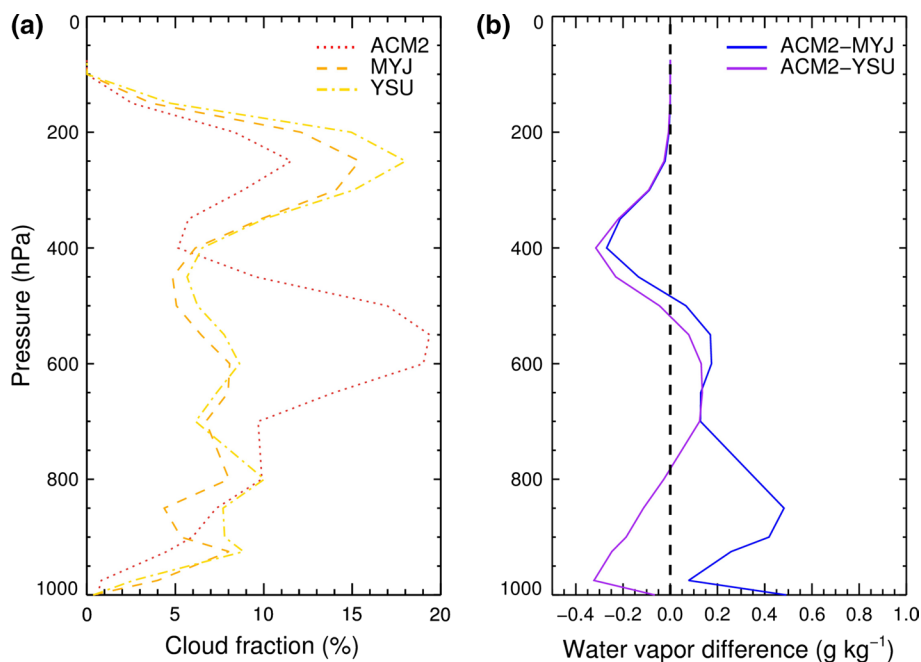 (a)
ACM2
MYJ
YSU
0
200
400
600
800
1000
Pressure (hPa)
0
5
10
15
20
Cloud fraction (%)
(b)
ACM2−MYJ
ACM2−YSU
0
200
400
600
800
1000
-0.4
-0.2
0.0
0.2
0.4
0.6
0.8
1.0
Water vapor difference (g kg⁻¹)